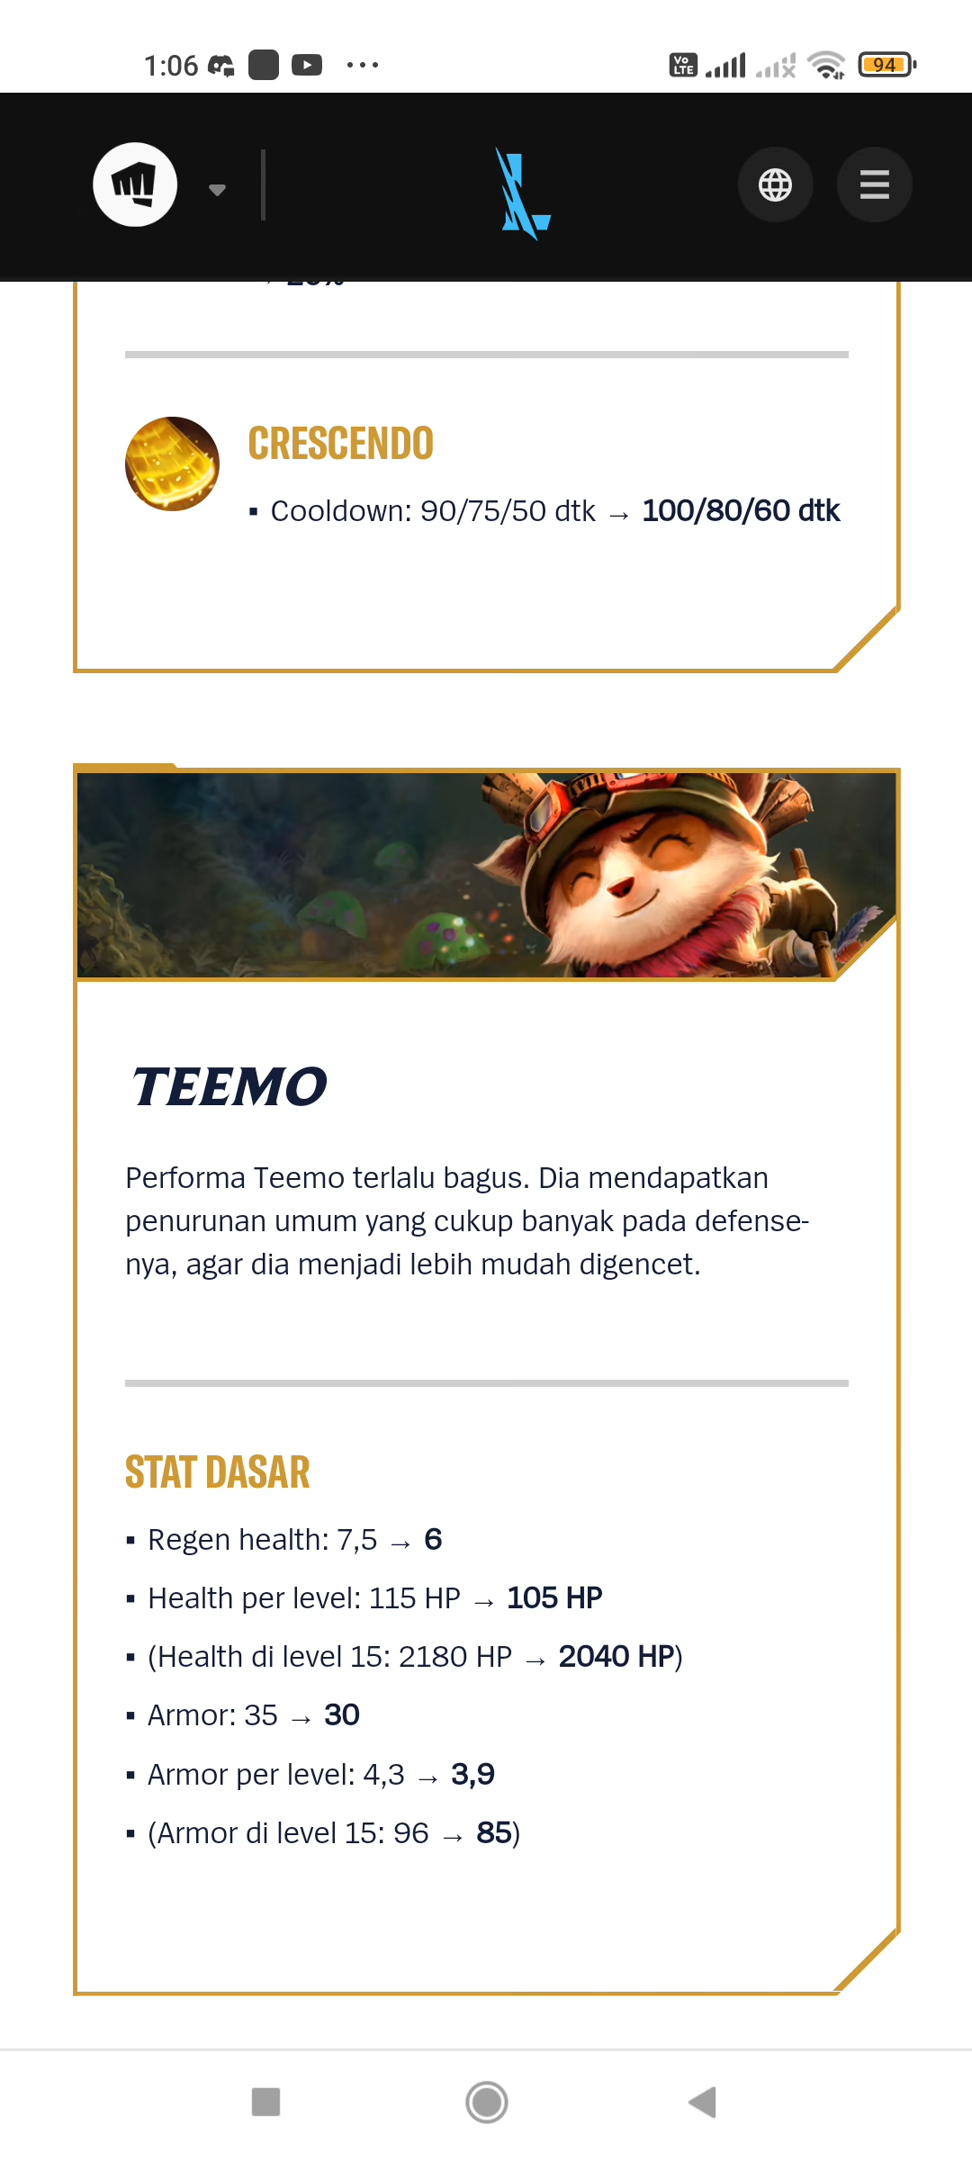 1:06
Vo LTE
94
CRESCENDO
▪ Cooldown: 90/75/50 dtk → 100/80/60 dtk
TEEMO
Performa Teemo terlalu bagus. Dia mendapatkan
penurunan umum yang cukup banyak pada defense-
nya, agar dia menjadi lebih mudah digencet.
STAT DASAR
▪ Regen health: 7,5 → 6
▪ Health per level: 115 HP → 105 HP
▪ (Health di level 15: 2180 HP → 2040 HP)
▪ Armor: 35 → 30
▪ Armor per level: 4,3 → 3,9
▪ (Armor di level 15: 96 → 85)